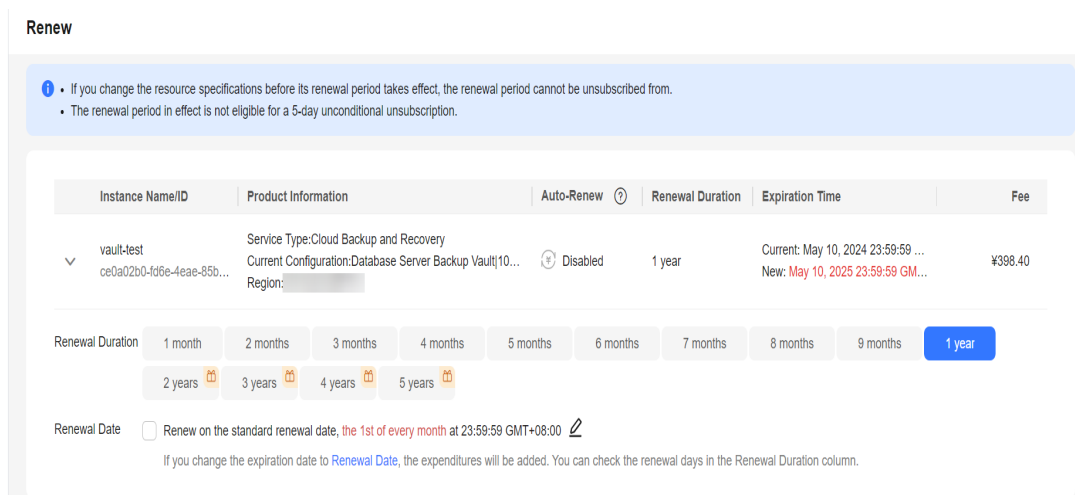 Renew
If you change the resource specifications before its renewal period takes effect, the renewal period cannot be unsubscribed from.
The renewal period in effect is not eligible for a 5-day unconditional unsubscription.
Instance Name/ID Product Information Auto-Renew ? Renewal Duration Expiration Time Fee
vault-test
ce0a02b0-fd6e-4eae-85b...
Service Type:Cloud Backup and Recovery
Current Configuration:Database Server Backup Vault|10...
Region:
Disabled
1 year
Current: May 10, 2024 23:59:59 ...
New: May 10, 2025 23:59:59 GM...
¥398.40
Renewal Duration 1 month 2 months 3 months 4 months 5 months 6 months 7 months 8 months 9 months 1 year
2 years 3 years 4 years 5 years
Renewal Date Renew on the standard renewal date, the 1st of every month at 23:59:59 GMT+08:00
If you change the expiration date to Renewal Date, the expenditures will be added. You can check the renewal days in the Renewal Duration column.